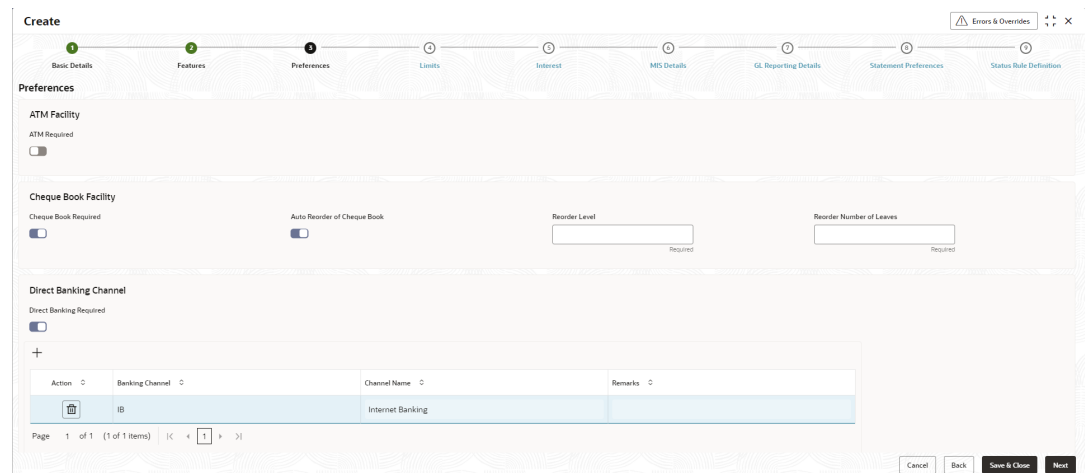 Create
Errors & Overrides
1 2 3 4 5 6 7 8 9
Basic Details Features Preferences Limits Interest MIS Details GL Reporting Details Statement Preferences Status Rule Definition
Preferences
ATM Facility
ATM Required
Cheque Book Facility
Cheque Book Required Auto Reorder of Cheque Book Reorder Level Reorder Number of Leaves
Required Required
Direct Banking Channel
Direct Banking Required
Action Banking Channel Channel Name Remarks
IB Internet Banking
Page 1 of 1 (1 of 1 items) 1
Cancel Back Save & Close Next